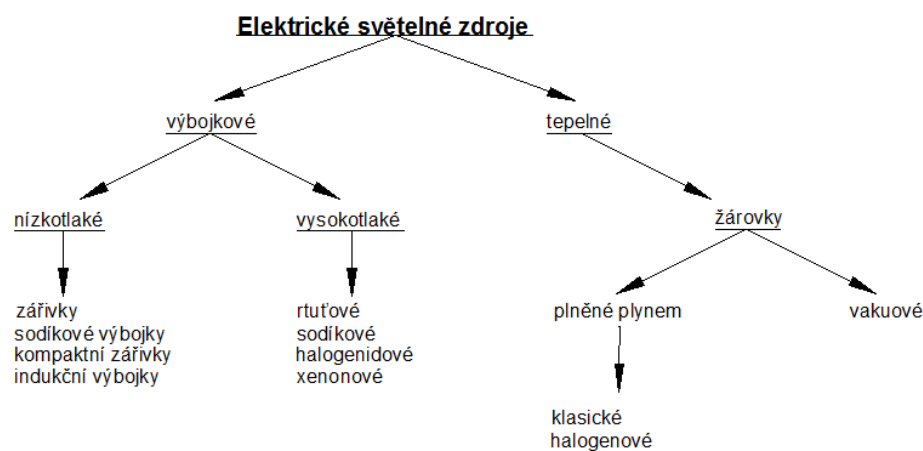 Elektrické světelné zdroje
výbojkové
tepelné
nízkotlaké
vysokotlaké
žárovky
zářivky
sodíkové výbojky
kompaktní zářivky
indukční výbojky
rtuťové
sodíkové
halogenidové
xenonové
plněné plynem
vakuové
klasické
halogenové